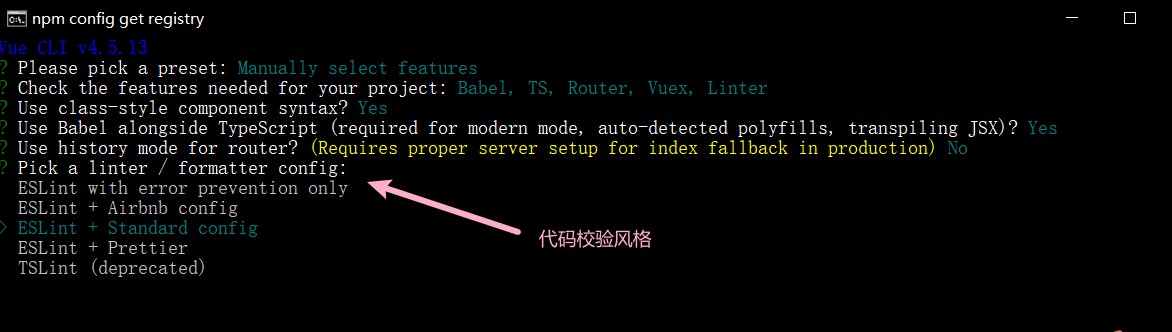 npm config get registry
Vue CLI v4.5.13
? Please pick a preset: Manually select features
? Check the features needed for your project: Babel, TS, Router, Vuex, Linter
? Use class-style component syntax? Yes
? Use Babel alongside TypeScript (required for modern mode, auto-detected polyfills, transpiling JSX)? Yes
? Use history mode for router? (Requires proper server setup for index fallback in production) No
? Pick a linter / formatter config:
ESLint with error prevention only
ESLint + Airbnb config
> ESLint + Standard config
代码校验风格
ESLint + Prettier
TSLint (deprecated)